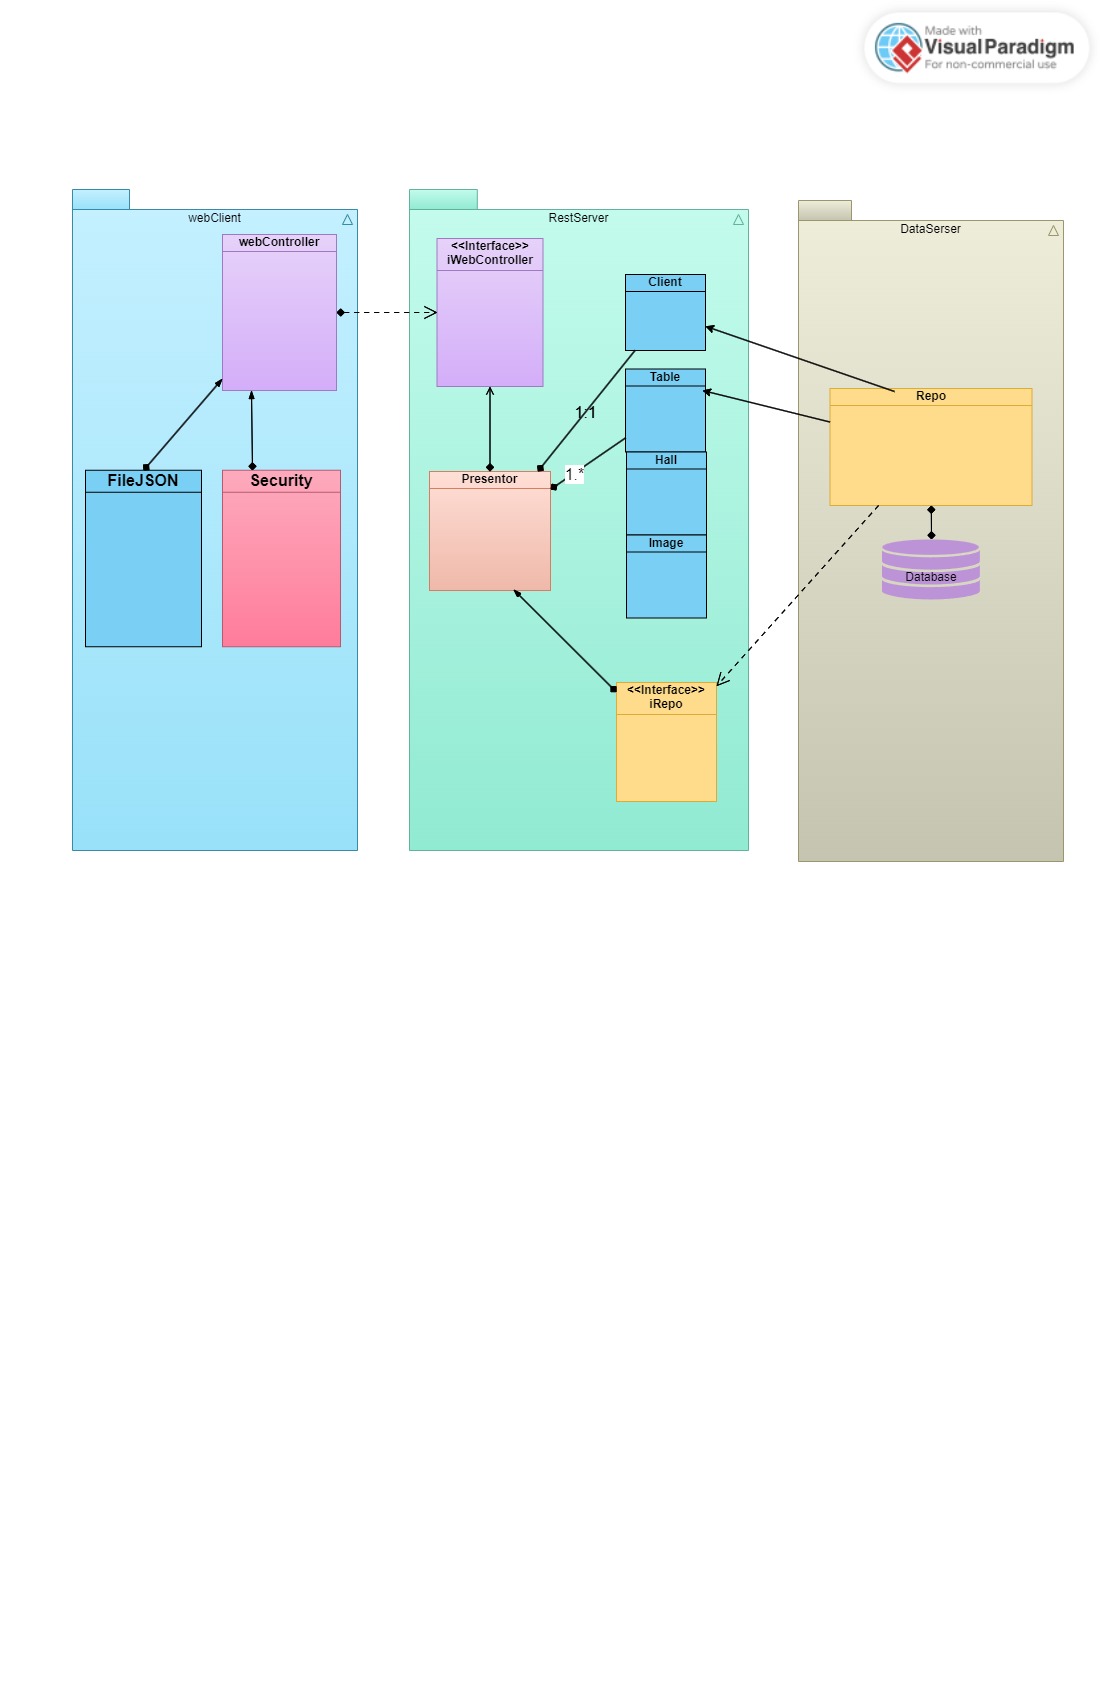 Made with
Visual Paradigm
For non-commercial use
webClient
webController
FileJSON
Security
RestServer
<<Interface>>
iWebController
Client
Table
1:1
1.*
Hall
Presentor
Image
<<Interface>>
iRepo
DataSerser
Repo
Database